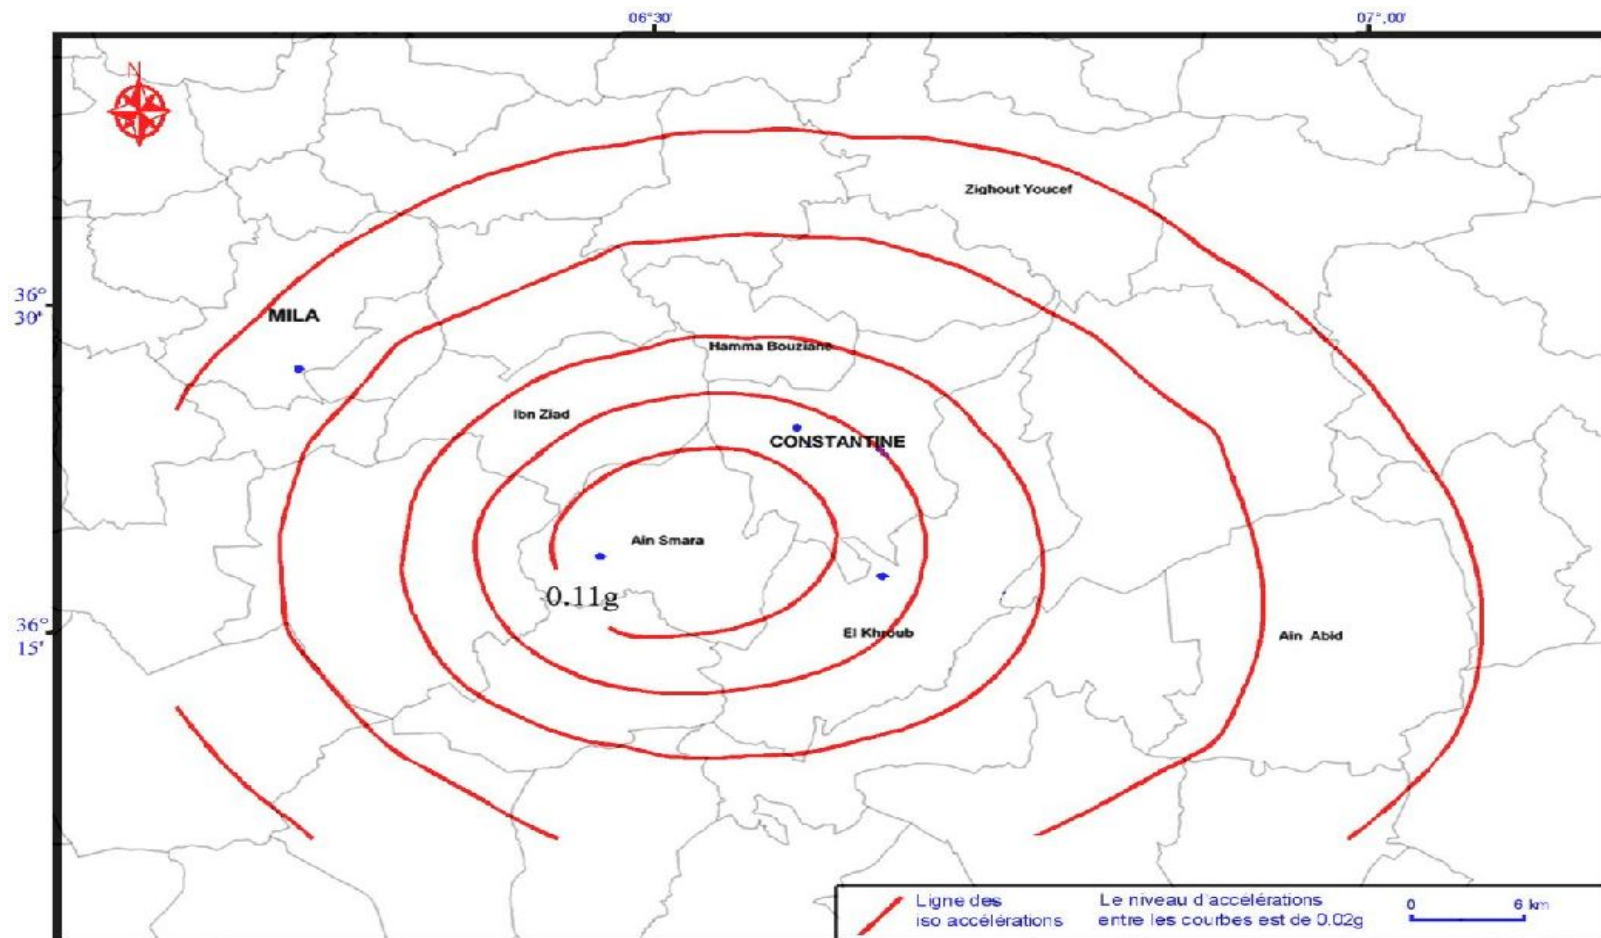 06°30'
07°,00'
N
Zighout Youcef
36°
30'
MILA
Hamma Bouziane
Ibn Ziad
CONSTANTINE
Ain Smara
0.11g
36°
15'
El Khroub
Ain Abid
Ligne des
iso accélérations
Le niveau d'accélérations
entre les courbes est de 0.02g
0 6 km